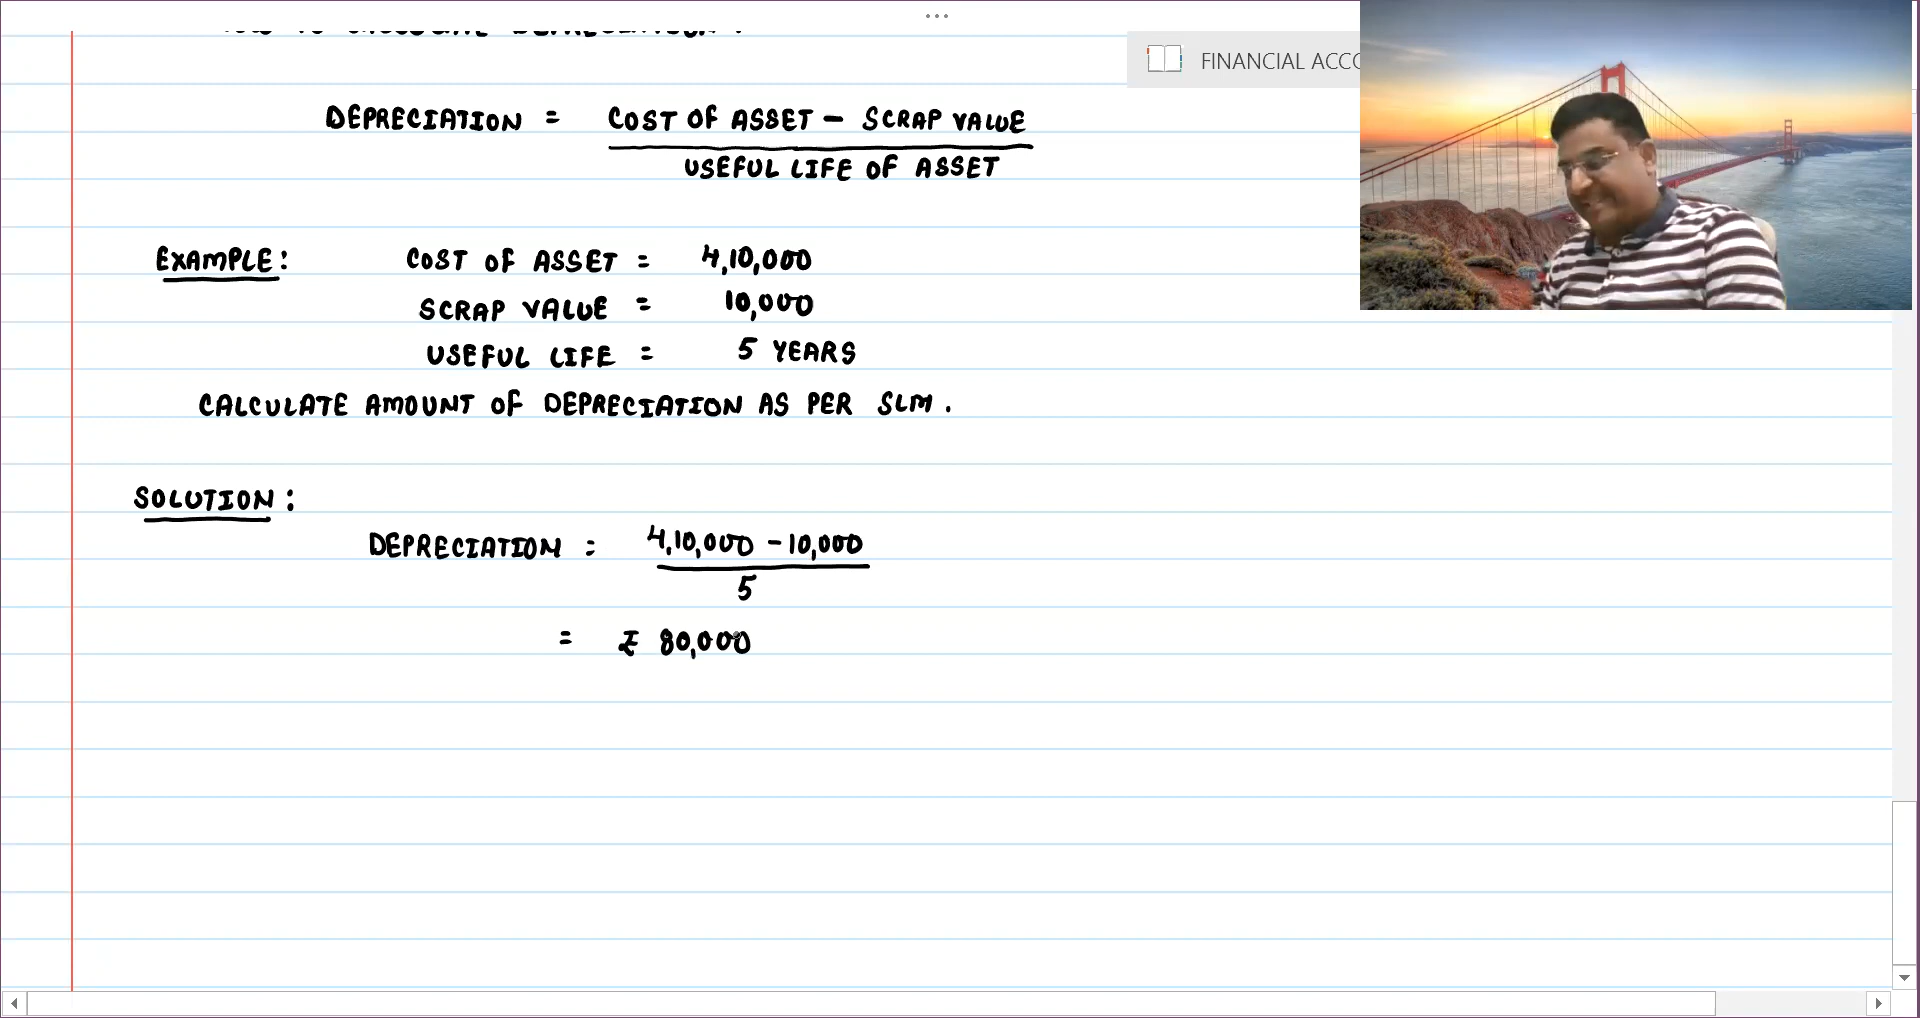 FINANCIAL ACCO
DEPRECIATION = COST OF ASSET - SCRAP VALUE
USEFUL LIFE OF ASSET
EXAMPLE: COST OF ASSET = 4,10,000
SCRAP VALUE = 10,000
USEFUL LIFE = 5 YEARS
CALCULATE AMOUNT OF DEPRECIATION AS PER SLM.
SOLUTION:
DEPRECIATION = 4,10,000 - 10,000
5
= ₹ 80,000